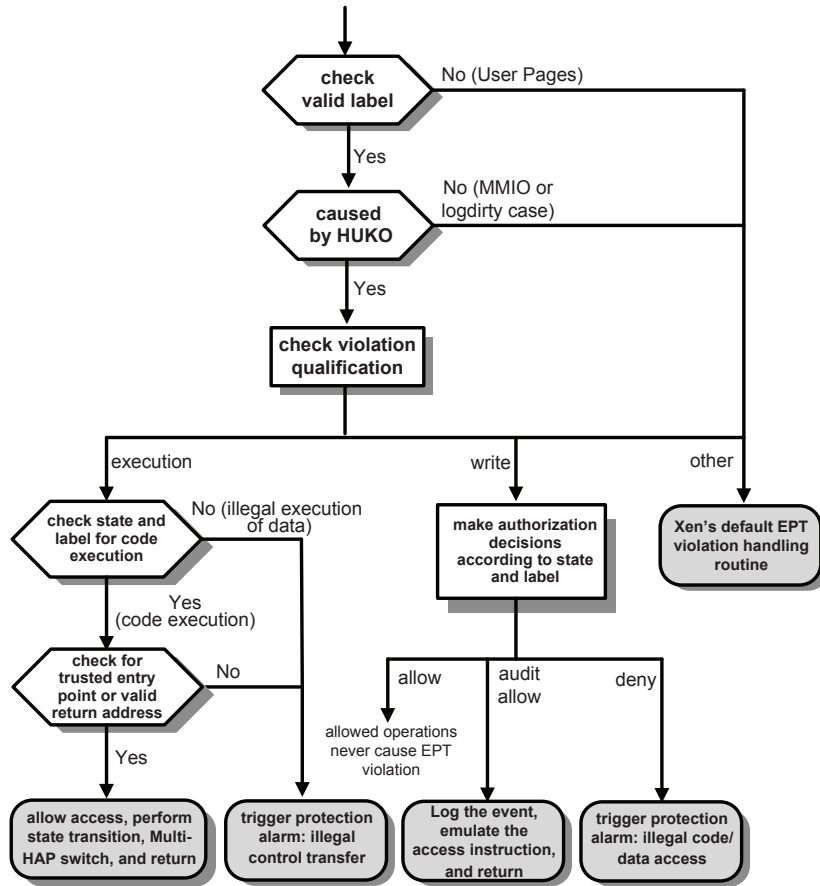 check
valid label
No (User Pages)
Yes
caused
by HUKO
No (MMIO or
logdirty case)
Yes
check violation
qualification
execution
write
other
check state and
label for code
execution
No (illegal execution
of data)
make authorization
decisions
according to state
and label
Xen's default EPT
violation handling
routine
Yes
(code execution)
check for
trusted entry
point or valid
return address
No
allow
audit
allow
deny
allowed operations
never cause EPT
violation
Yes
allow access, perform
state transition, Multi-
HAP switch, and return
trigger protection
alarm: illegal
control transfer
Log the event,
emulate the
access instruction,
and return
trigger protection
alarm: illegal code/
data access